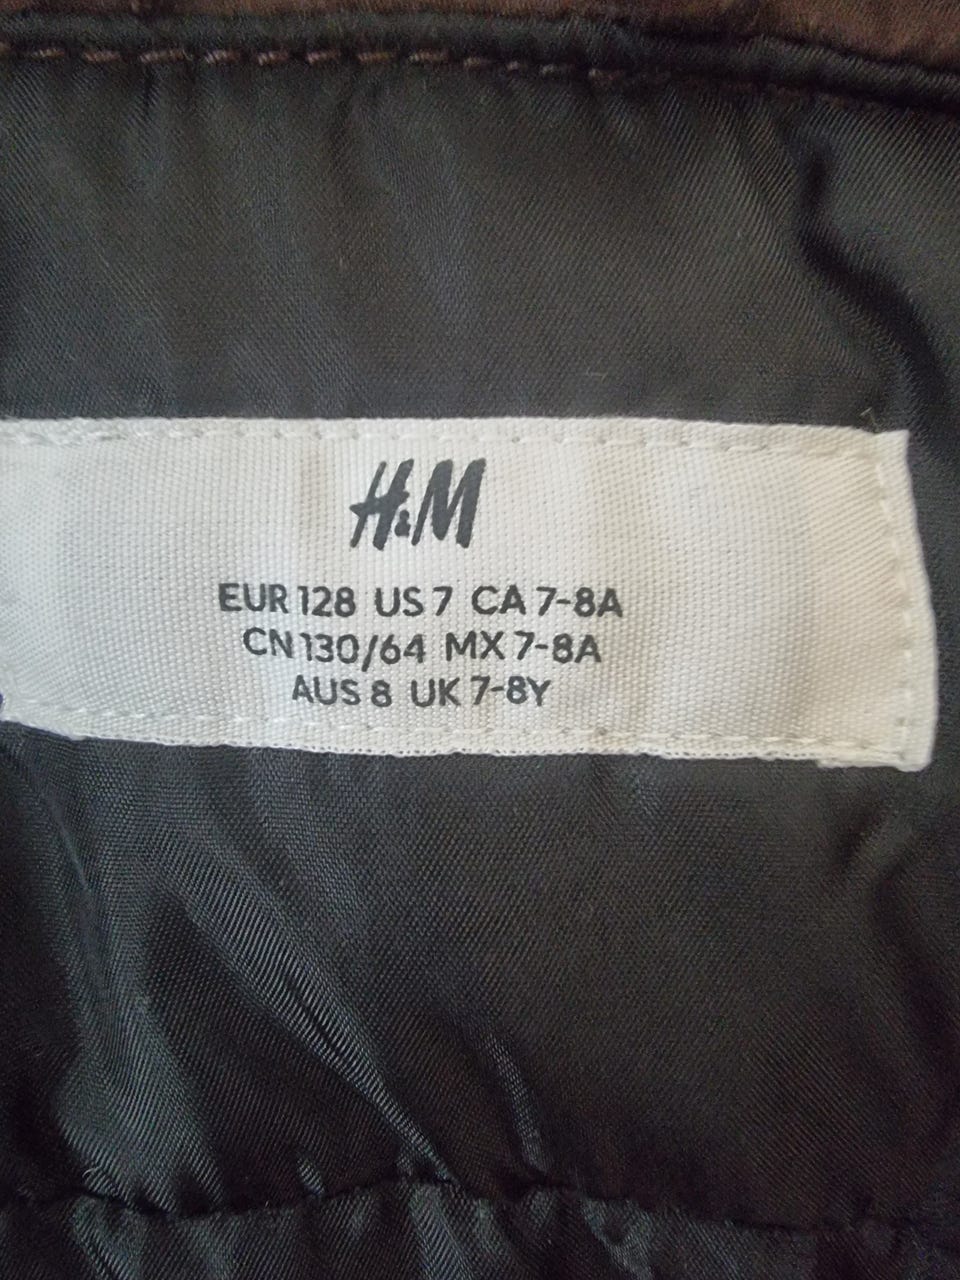 H&M
EUR 128 US 7 CA 7-8A
CN 130/64 MX 7-8A
AUS 8 UK 7-8Y